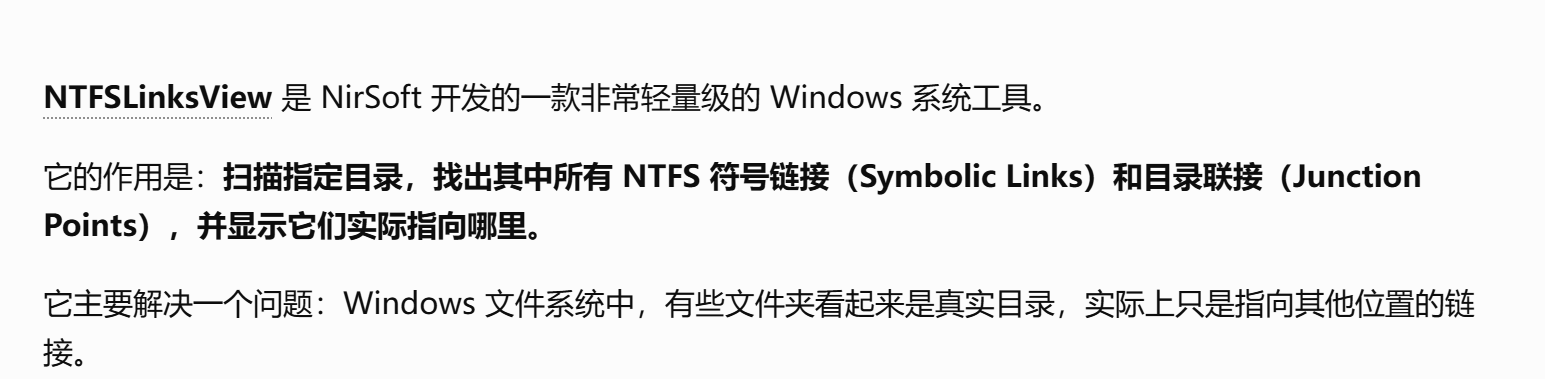 NTFSLinksView 是 NirSoft 开发的一款非常轻量级的 Windows 系统工具。
它的作用是：扫描指定目录，找出其中所有 NTFS 符号链接（Symbolic Links）和目录联接（Junction
Points），并显示它们实际指向哪里。
它主要解决一个问题：Windows 文件系统中，有些文件夹看起来是真实目录，实际上只是指向其他位置的链
接。